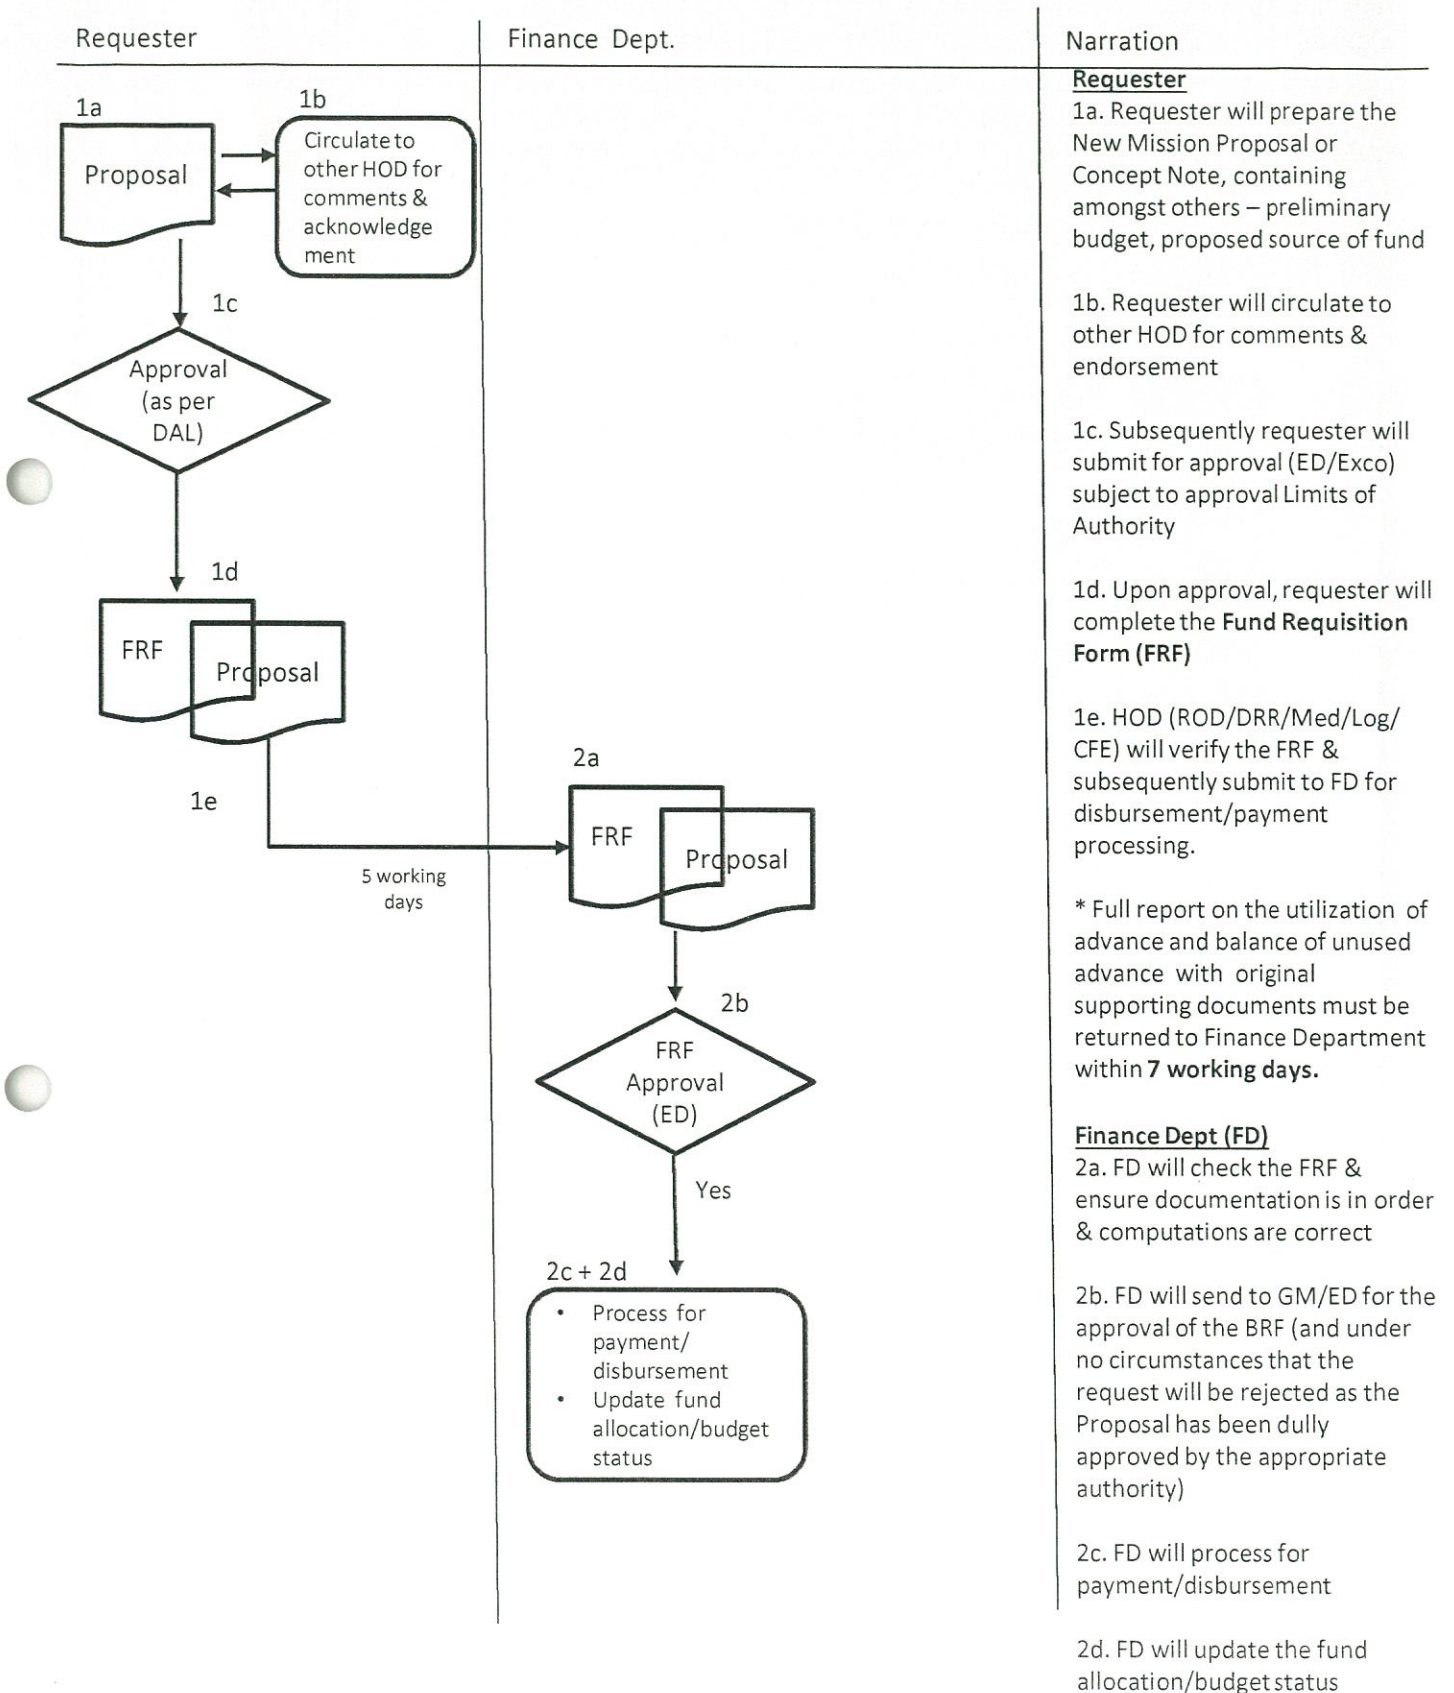 Requester
Finance Dept.
Narration
1a
Proposal
1b
Circulate to
other HOD for
comments &
acknowledge
ment
1c
Approval
(as per
DAL)
1d
FRF
Proposal
1e
5 working
days
2a
FRF
Proposal
2b
FRF
Approval
(ED)
Yes
2c + 2d
• Process for
payment/
disbursement
• Update fund
allocation/budget
status
Requester
1a. Requester will prepare the
New Mission Proposal or
Concept Note, containing
amongst others – preliminary
budget, proposed source of fund
1b. Requester will circulate to
other HOD for comments &
endorsement
1c. Subsequently requester will
submit for approval (ED/Exco)
subject to approval Limits of
Authority
1d. Upon approval, requester will
complete the Fund Requisition
Form (FRF)
1e. HOD (ROD/DRR/Med/Log/
CFE) will verify the FRF &
subsequently submit to FD for
disbursement/payment
processing.
* Full report on the utilization of
advance and balance of unused
advance with original
supporting documents must be
returned to Finance Department
within 7 working days.
Finance Dept (FD)
2a. FD will check the FRF &
ensure documentation is in order
& computations are correct
2b. FD will send to GM/ED for the
approval of the BRF (and under
no circumstances that the
request will be rejected as the
Proposal has been dully
approved by the appropriate
authority)
2c. FD will process for
payment/disbursement
2d. FD will update the fund
allocation/budget status